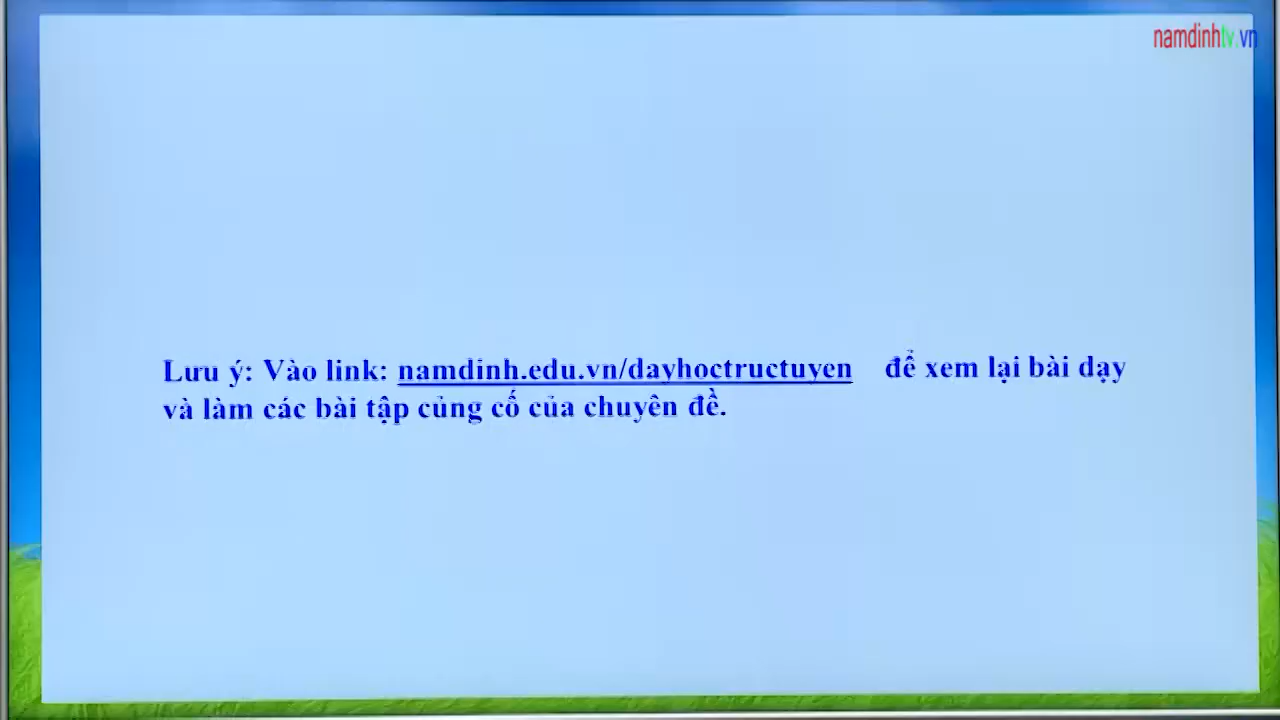 namdinhtv.vn
Lưu ý: Vào link: namdinh.edu.vn/dayhoctructuyen để xem lại bài dạy
và làm các bài tập củng cố của chuyên đề.